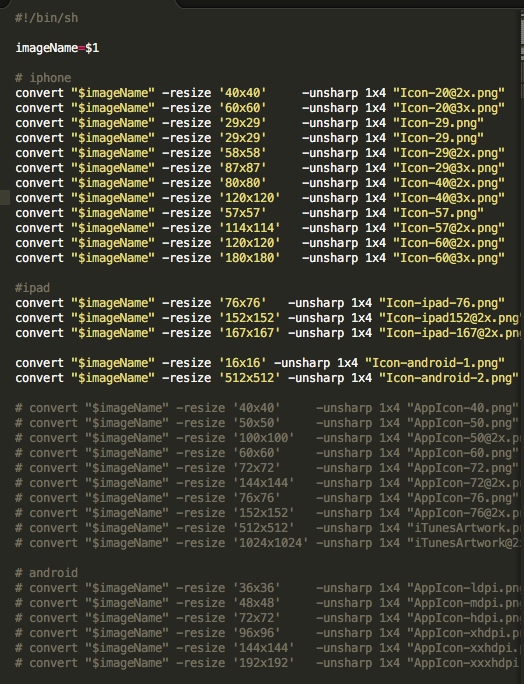 #!/bin/sh
imageName=$1
# iphone
convert "$imageName" -resize '40x40' -unsharp 1x4 "Icon-20@2x.png"
convert "$imageName" -resize '60x60' -unsharp 1x4 "Icon-20@3x.png"
convert "$imageName" -resize '29x29' -unsharp 1x4 "Icon-29.png"
convert "$imageName" -resize '29x29' -unsharp 1x4 "Icon-29.png"
convert "$imageName" -resize '58x58' -unsharp 1x4 "Icon-29@2x.png"
convert "$imageName" -resize '87x87' -unsharp 1x4 "Icon-29@3x.png"
convert "$imageName" -resize '80x80' -unsharp 1x4 "Icon-40@2x.png"
convert "$imageName" -resize '120x120' -unsharp 1x4 "Icon-40@3x.png"
convert "$imageName" -resize '57x57' -unsharp 1x4 "Icon-57.png"
convert "$imageName" -resize '114x114' -unsharp 1x4 "Icon-57@2x.png"
convert "$imageName" -resize '120x120' -unsharp 1x4 "Icon-60@2x.png"
convert "$imageName" -resize '180x180' -unsharp 1x4 "Icon-60@3x.png"
#ipad
convert "$imageName" -resize '76x76' -unsharp 1x4 "Icon-ipad-76.png"
convert "$imageName" -resize '152x152' -unsharp 1x4 "Icon-ipad152@2x.png"
convert "$imageName" -resize '167x167' -unsharp 1x4 "Icon-ipad-167@2x.pn
convert "$imageName" -resize '16x16' -unsharp 1x4 "Icon-android-1.png"
convert "$imageName" -resize '512x512' -unsharp 1x4 "Icon-android-2.png"
# convert "$imageName" -resize '40x40' -unsharp 1x4 "AppIcon-40.png"
# convert "$imageName" -resize '50x50' -unsharp 1x4 "AppIcon-50.png"
# convert "$imageName" -resize '100x100' -unsharp 1x4 "AppIcon-50@2x.p
# convert "$imageName" -resize '60x60' -unsharp 1x4 "AppIcon-60.png"
# convert "$imageName" -resize '72x72' -unsharp 1x4 "AppIcon-72.png"
# convert "$imageName" -resize '144x144' -unsharp 1x4 "AppIcon-72@2x.p
# convert "$imageName" -resize '76x76' -unsharp 1x4 "AppIcon-76.png"
# convert "$imageName" -resize '152x152' -unsharp 1x4 "AppIcon-76@2x.p
# convert "$imageName" -resize '512x512' -unsharp 1x4 "iTunesArtwork.p
# convert "$imageName" -resize '1024x1024' -unsharp 1x4 "iTunesArtwork@2
# android
# convert "$imageName" -resize '36x36' -unsharp 1x4 "AppIcon-ldpi.pn
# convert "$imageName" -resize '48x48' -unsharp 1x4 "AppIcon-mdpi.pn
# convert "$imageName" -resize '72x72' -unsharp 1x4 "AppIcon-hdpi.pn
# convert "$imageName" -resize '96x96' -unsharp 1x4 "AppIcon-xhdpi.p
# convert "$imageName" -resize '144x144' -unsharp 1x4 "AppIcon-xxhdpi.
# convert "$imageName" -resize '192x192' -unsharp 1x4 "AppIcon-xxxhdpi